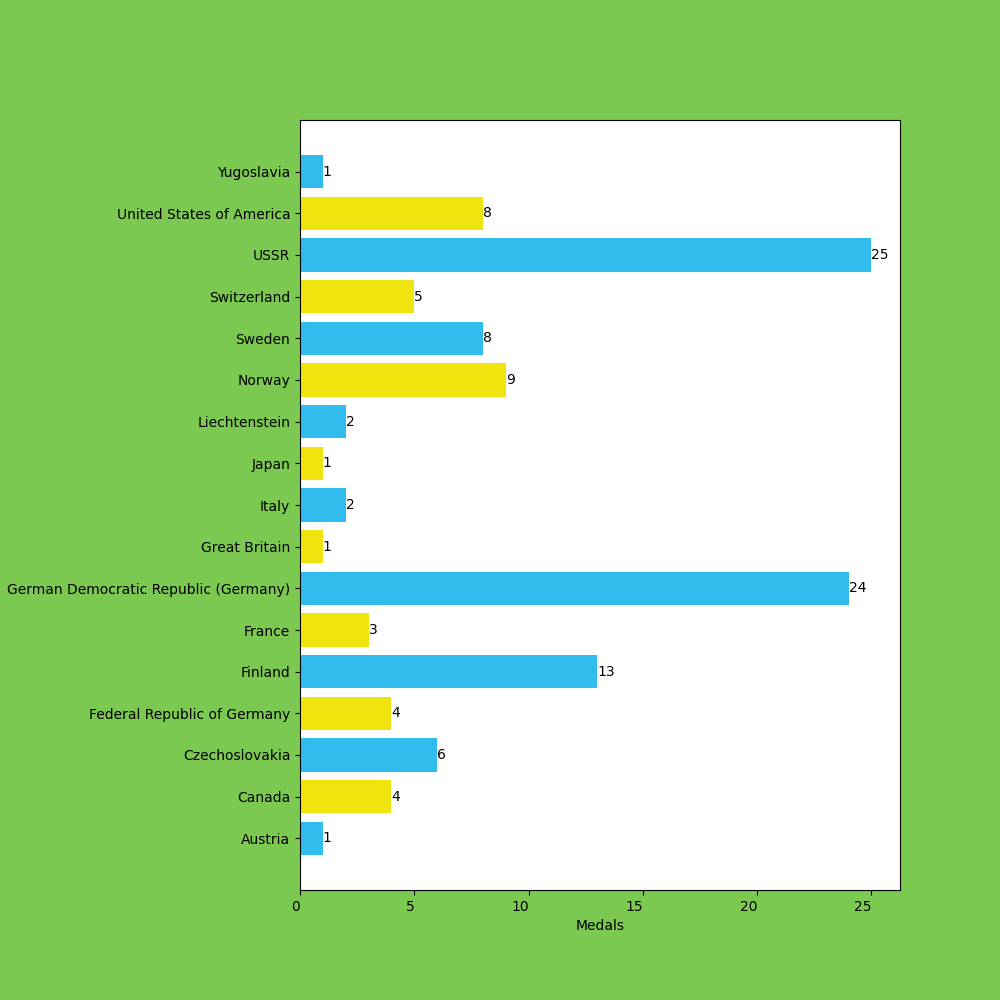 Yugoslavia 1
United States of America 8
USSR 25
Switzerland 5
Sweden 8
Norway 9
Liechtenstein 2
Japan 1
Italy 2
Great Britain 1
German Democratic Republic (Germany) 24
France 3
Finland 13
Federal Republic of Germany 4
Czechoslovakia 6
Canada 4
Austria 1
0 5 10 15 20 25
Medals